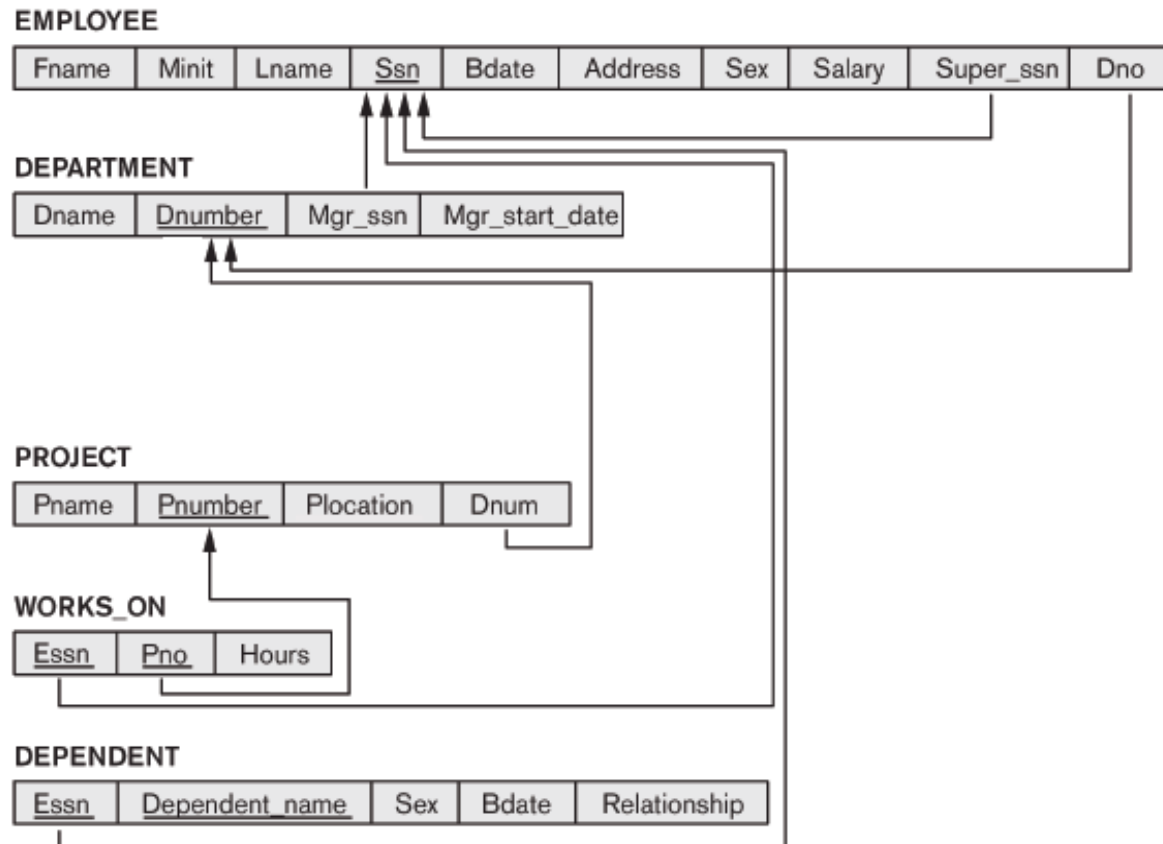 EMPLOYEE
Fname Minit Lname Ssn Bdate Address Sex Salary Super_ssn Dno
DEPARTMENT
Dname Dnumber Mgr_ssn Mgr_start_date
PROJECT
Pname Pnumber Plocation Dnum
WORKS_ON
Essn Pno Hours
DEPENDENT
Essn Dependent_name Sex Bdate Relationship